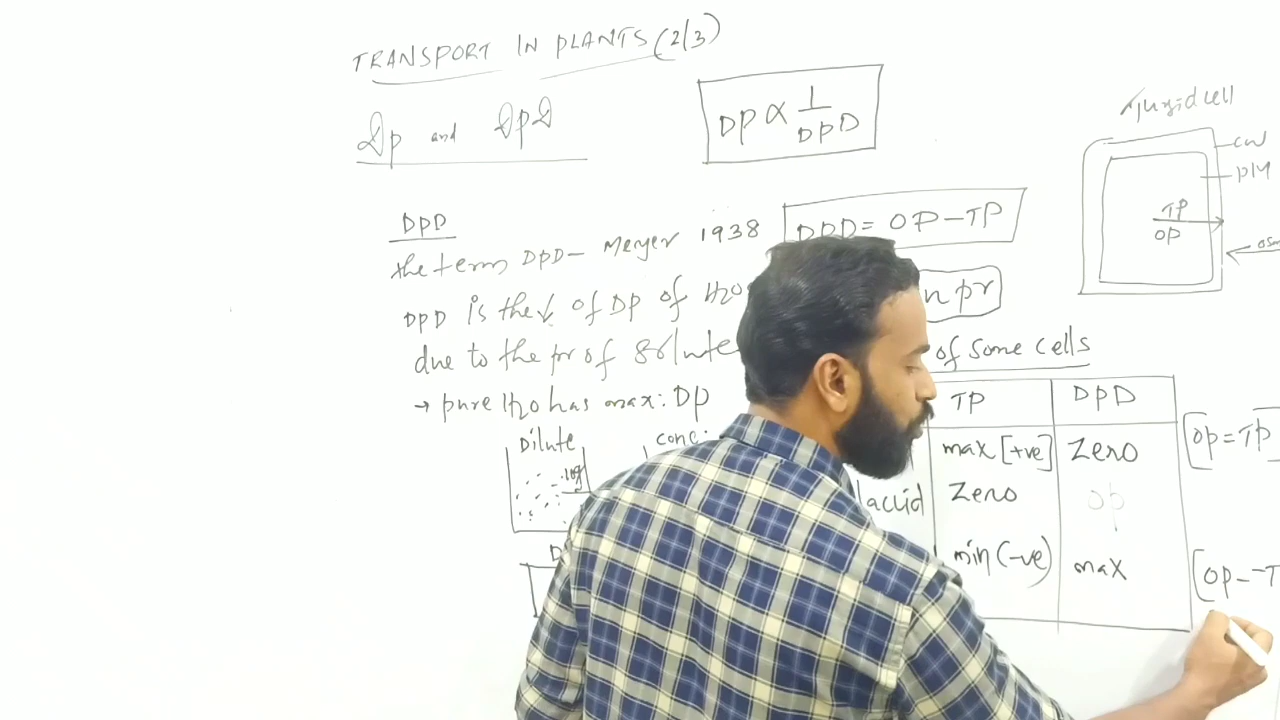 TRANSPORT IN PLANTS (2/3)
Dp and DpD
DP ∝ 1/DPD
Turgid cell
cw
plM
TP
OP
DPD
the term DPD - Meyer 1938
DPD = OP - TP
DPD is the ↓ of DP of H2O
n pr
due to the pr of Solute
of Some cells
→ pure H2O has max: DP
TP DPD
max [+ve] Zero [OP = TP]
laccid Zero OP
min (-ve) max [OP - -T
Dilute conc:
.10g
D